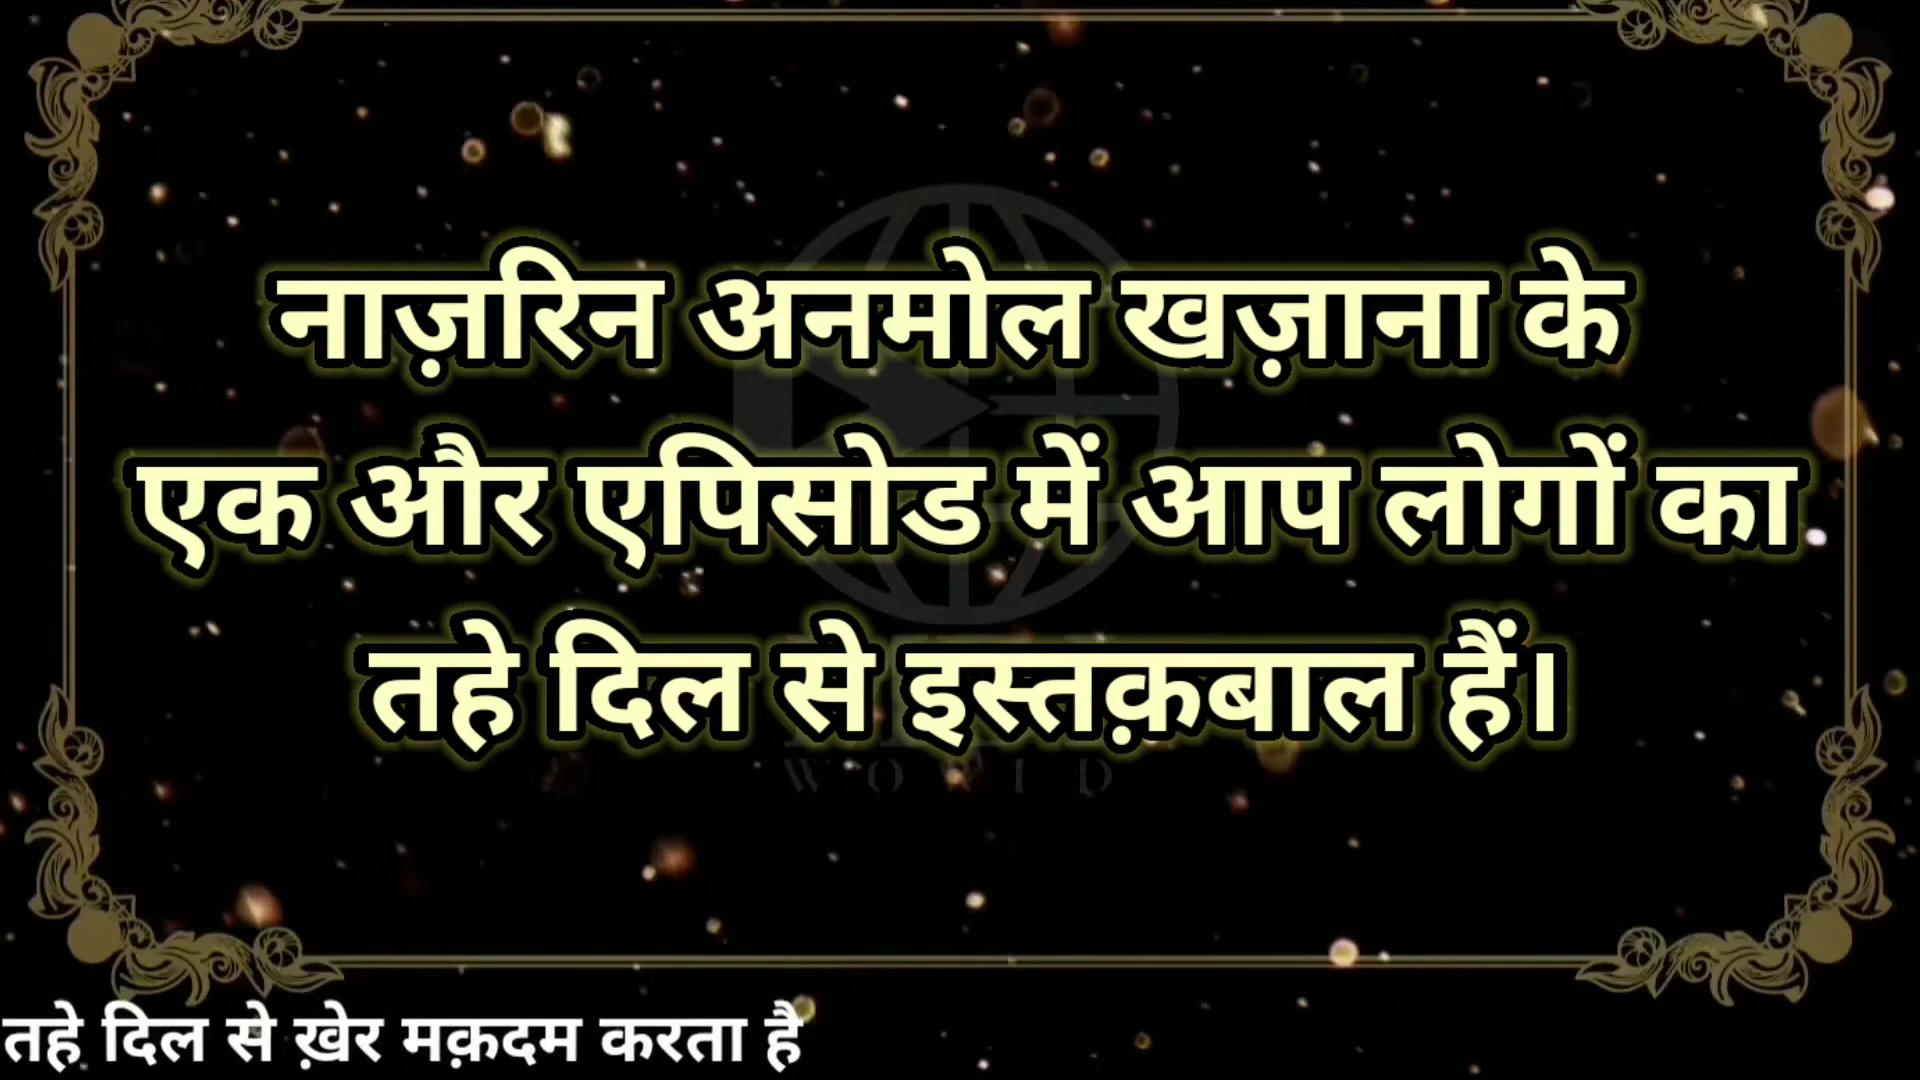 नाज़रिन अनमोल खज़ाना के
एक और एपिसोड में आप लोगों का
तहे दिल से इस्तक़बाल हैं।
W O R L D
तहे दिल से ख़ेर मक़दम करता है